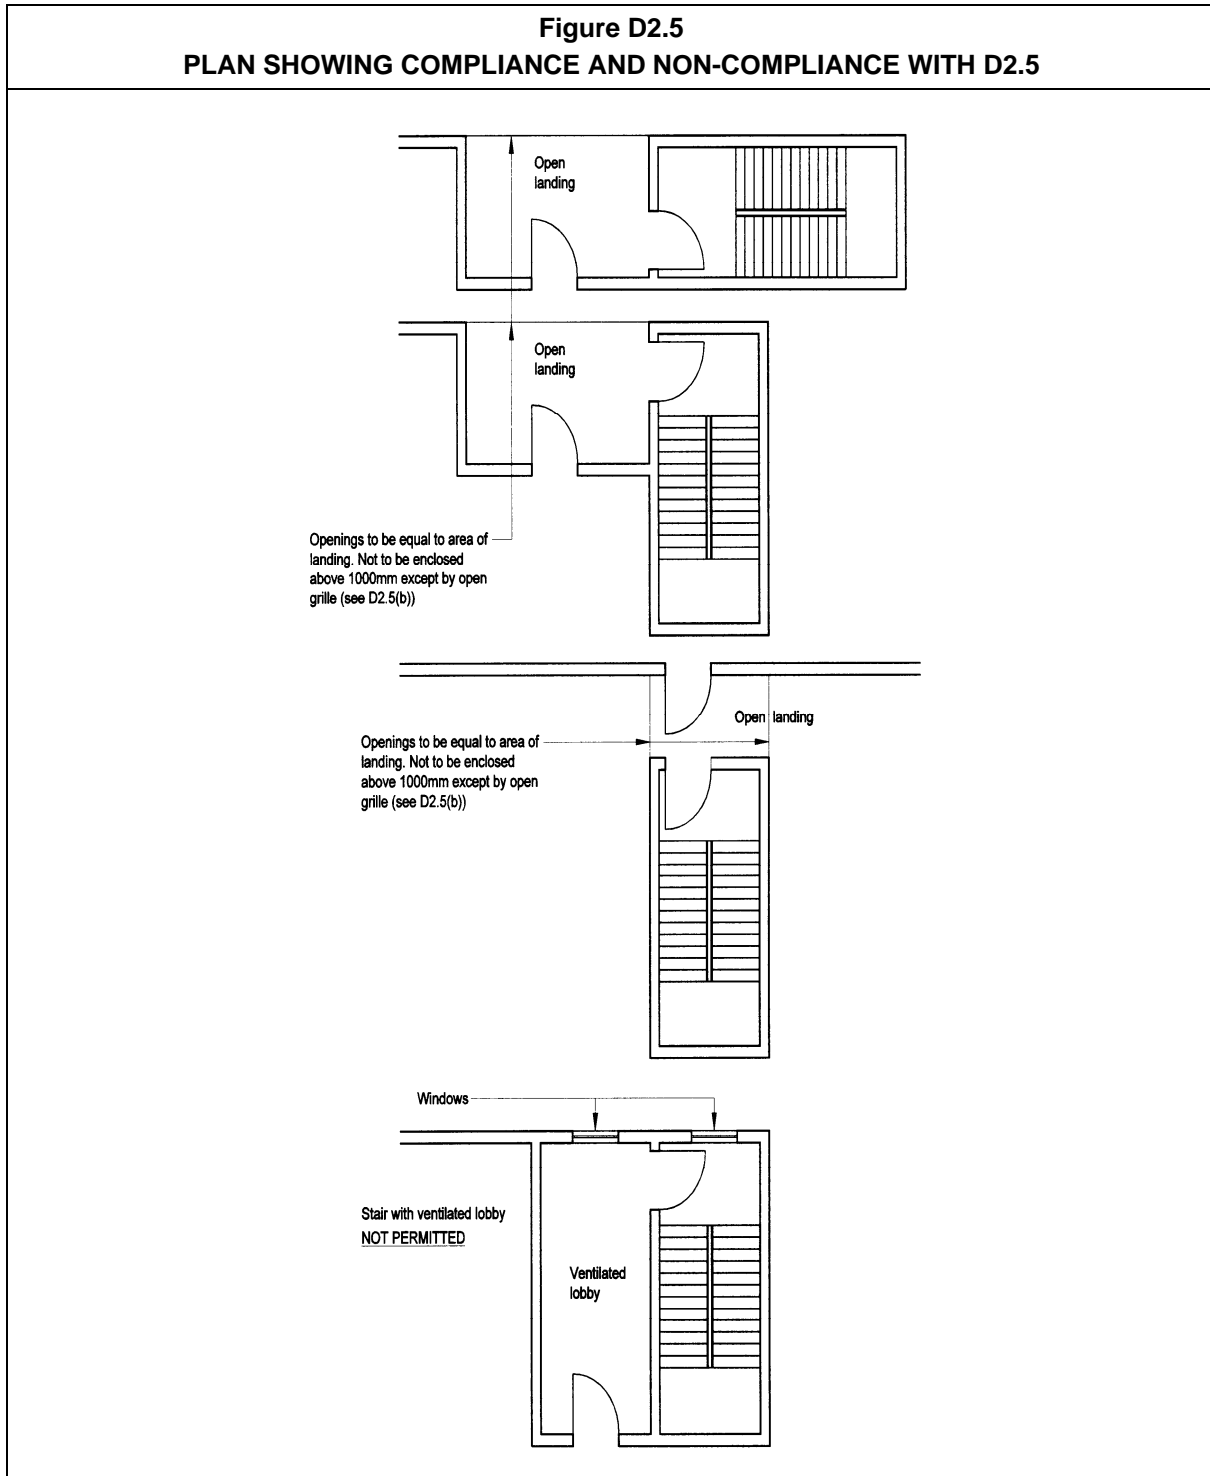 Figure D2.5
PLAN SHOWING COMPLIANCE AND NON-COMPLIANCE WITH D2.5
Open
landing
Open
landing
Openings to be equal to area of
landing. Not to be enclosed
above 1000mm except by open
grille (see D2.5(b))
Open landing
Openings to be equal to area of
landing. Not to be enclosed
above 1000mm except by open
grille (see D2.5(b))
Windows
Stair with ventilated lobby
NOT PERMITTED
Ventilated
lobby